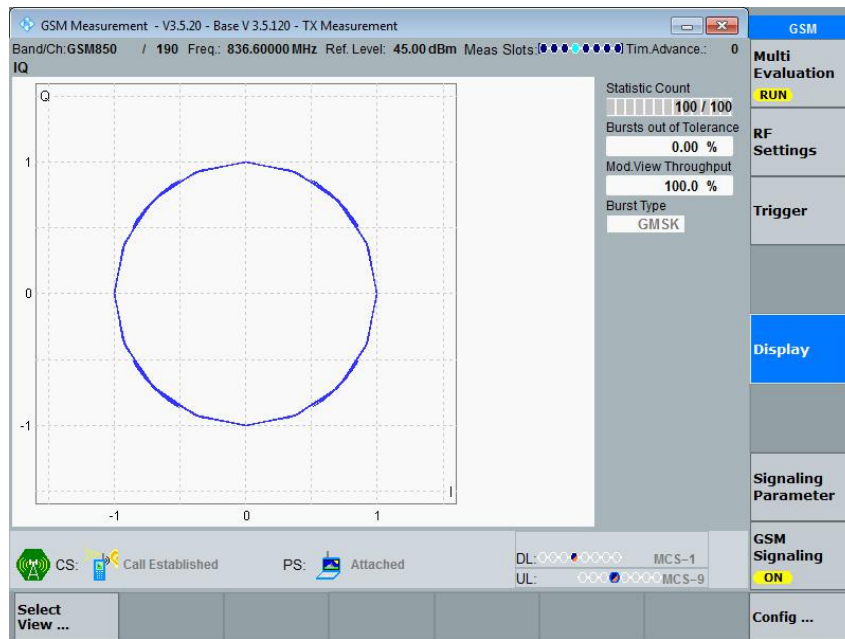 GSM Measurement - V3.5.20 - Base V 3.5.120 - TX Measurement
GSM
Band/Ch:GSM850 / 190 Freq.: 836.60000 MHz Ref. Level: 45.00 dBm Meas Slots: Tim.Advance.: 0
IQ
Multi
Evaluation
RUN
Q
Statistic Count
100 / 100
Bursts out of Tolerance
0.00 %
Mod.View Throughput
100.0 %
Burst Type
GMSK
RF
Settings
Trigger
1
0
-1
I
-1 0 1
Display
Signaling
Parameter
CS: Call Established PS: Attached DL: MCS-1
UL: MCS-9
GSM
Signaling
ON
Select
View ...
Config ...